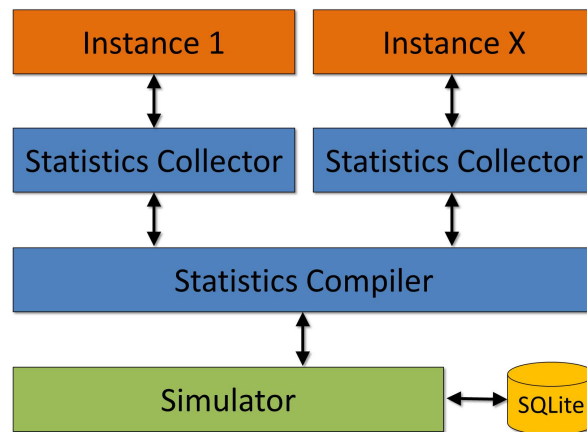 Instance 1
Instance X
Statistics Collector
Statistics Collector
Statistics Compiler
Simulator
SQLite